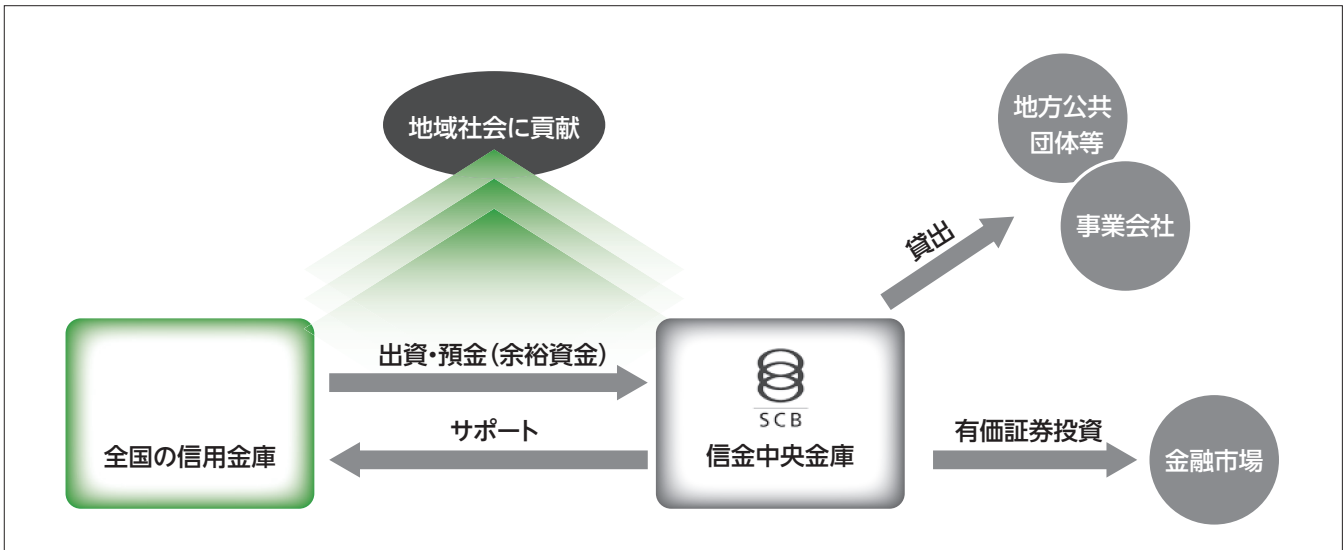 地域社会に貢献
地方公共
団体等
事業会社
貸出
出資・預金（余裕資金）
サポート
全国の信用金庫
SCB
信金中央金庫
有価証券投資
金融市場